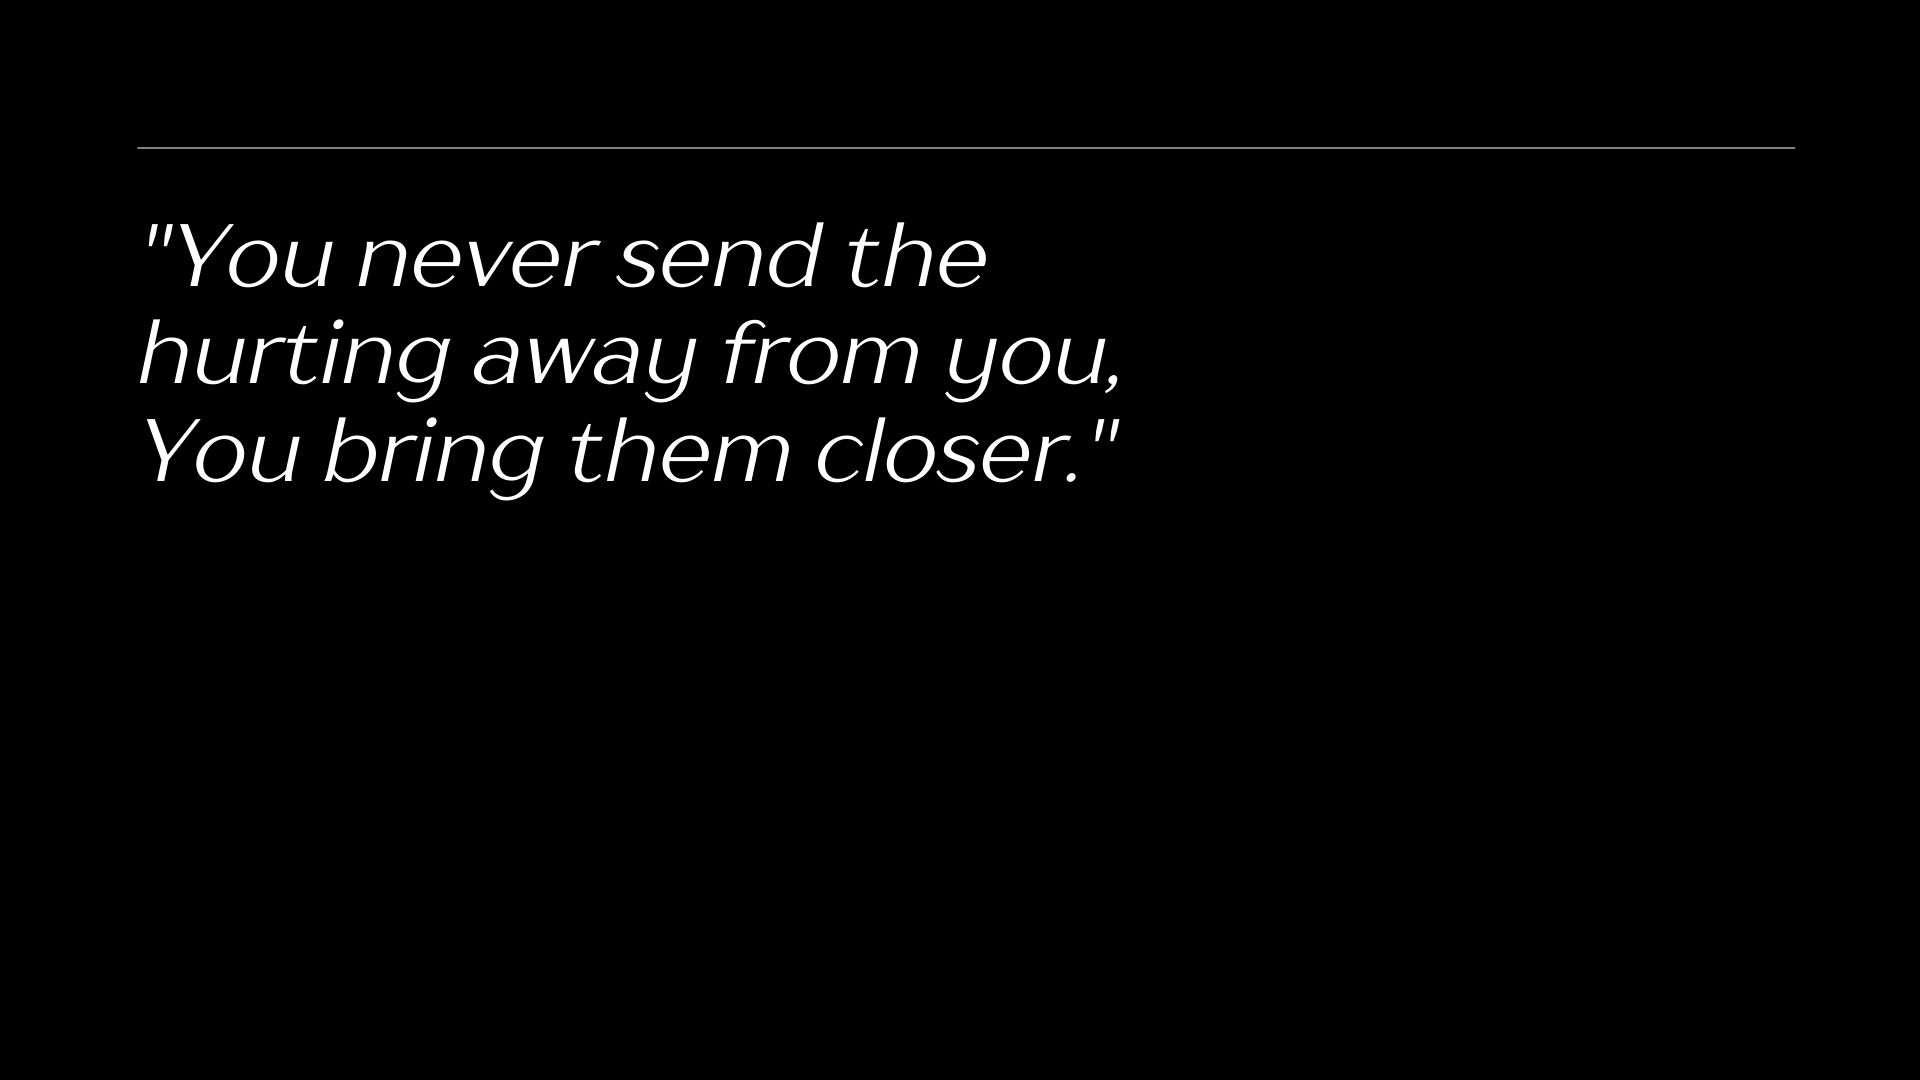 "You never send the
hurting away from you,
You bring them closer."